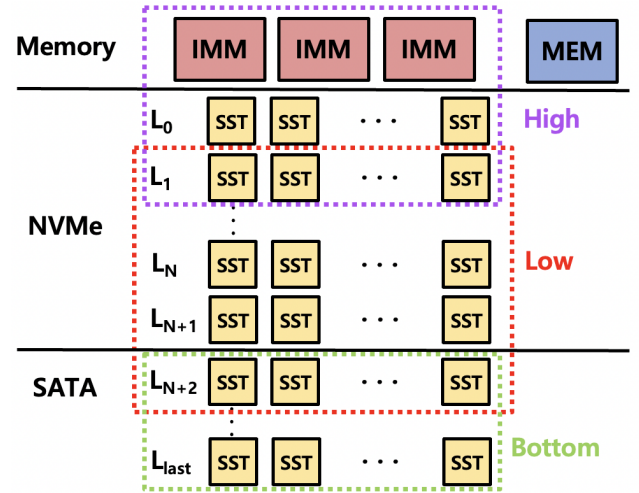 Memory IMM IMM IMM MEM
L0 SST SST ... SST High
L1 SST SST ... SST
NVMe
LN SST SST ... SST Low
LN+1 SST SST ... SST
SATA LN+2 SST SST ... SST
Bottom
Llast SST SST ... SST